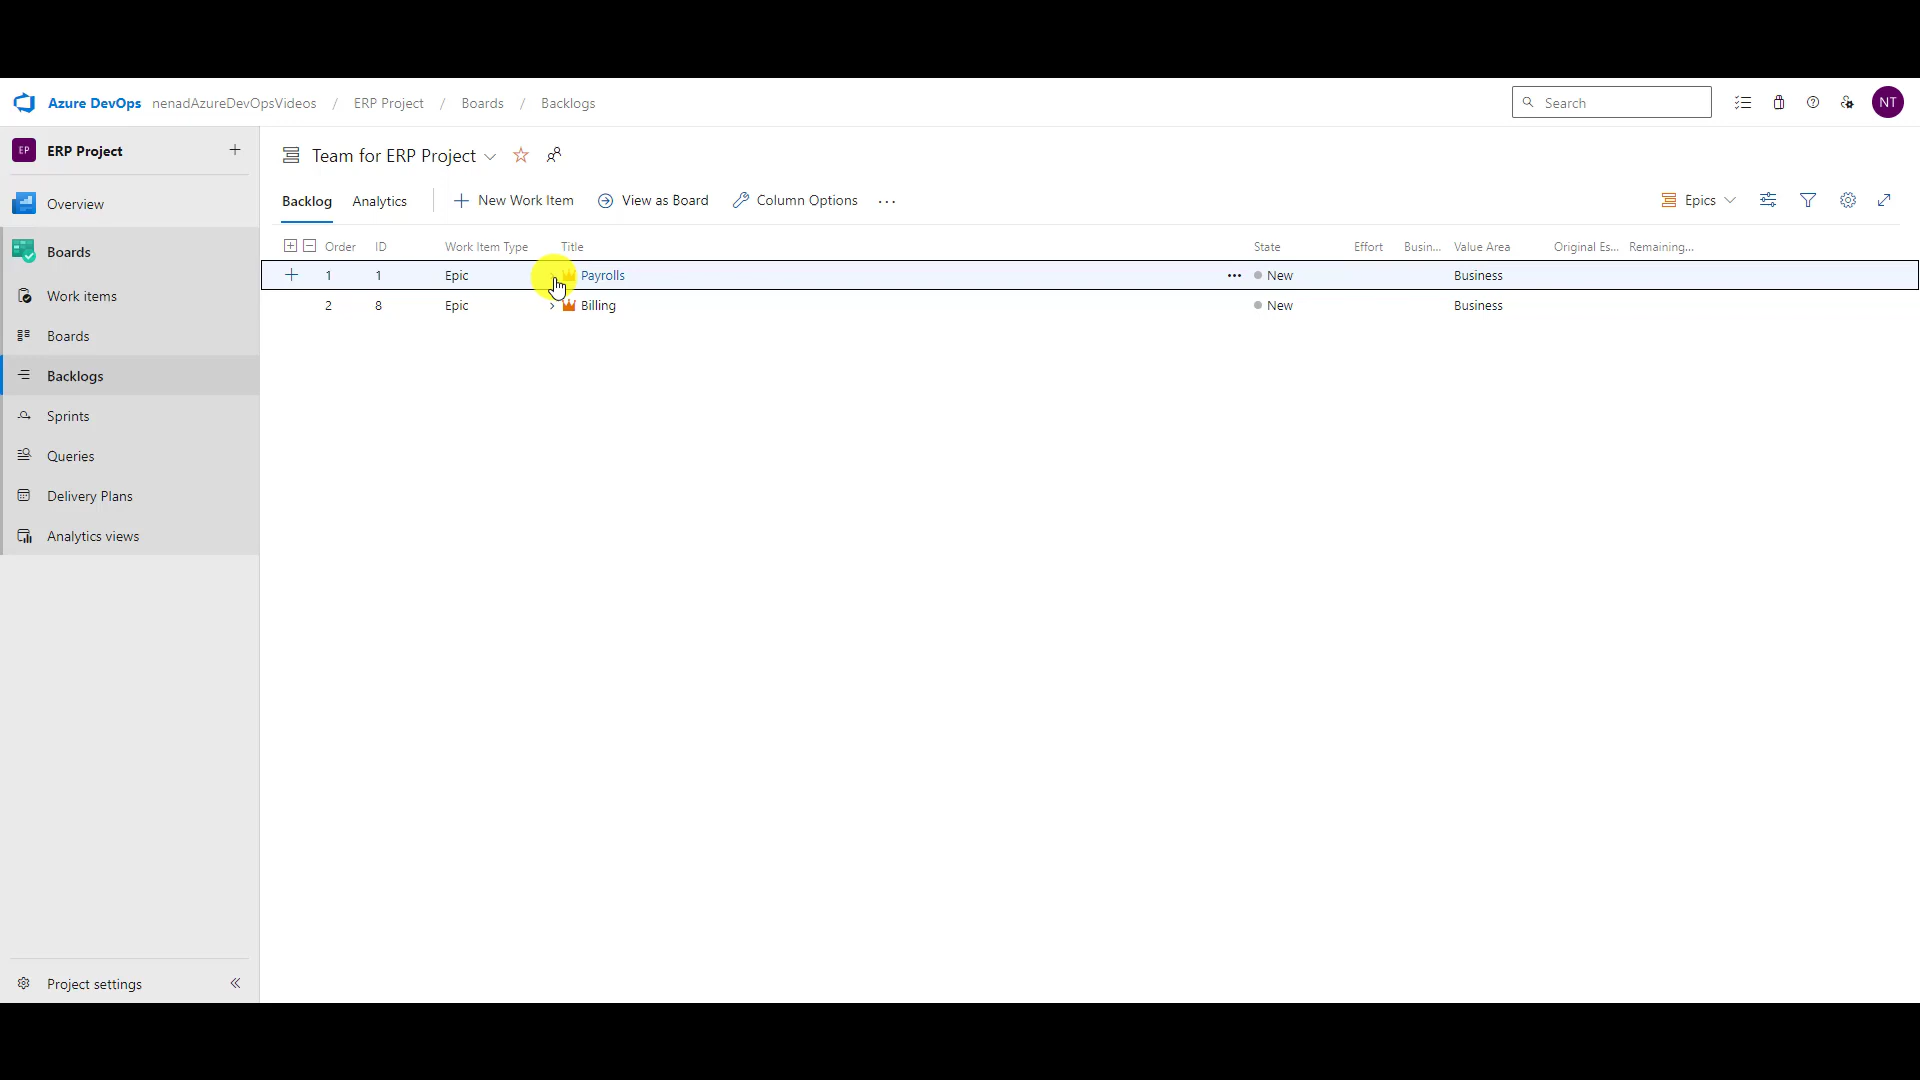 Azure DevOps nenadAzureDevOpsVideos / ERP Project / Boards / Backlogs Search NT
EP ERP Project
Team for ERP Project
Overview
Backlog Analytics New Work Item View as Board Column Options ... Epics
Boards
Order ID Work Item Type Title State Effort Busin... Value Area Original Es... Remaining...
1 1 Epic Payrolls ... New Business
2 8 Epic Billing New Business
Work items
Boards
Backlogs
Sprints
Queries
Delivery Plans
Analytics views
Project settings